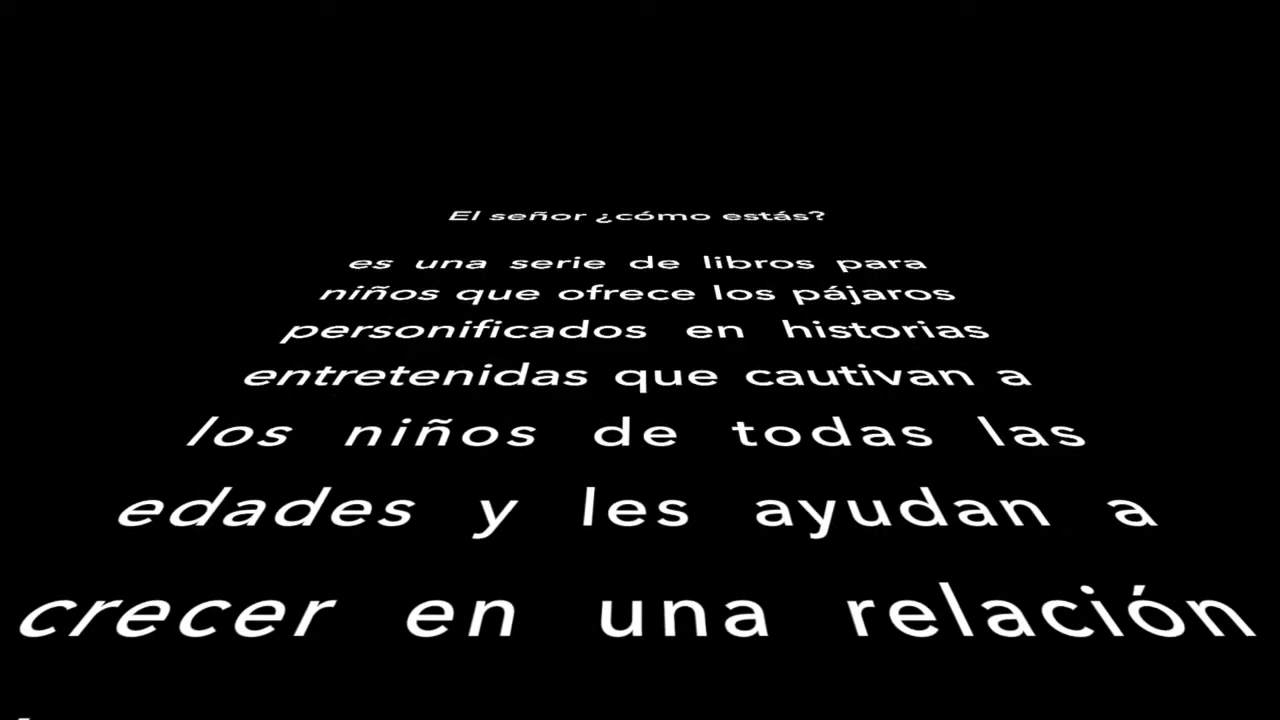 El señor ¿cómo estás?
es una serie de libros para
niños que ofrece los pájaros
personificados en historias
entretenidas que cautivan a
los niños de todas las
edades y les ayudan a
crecer en una relación